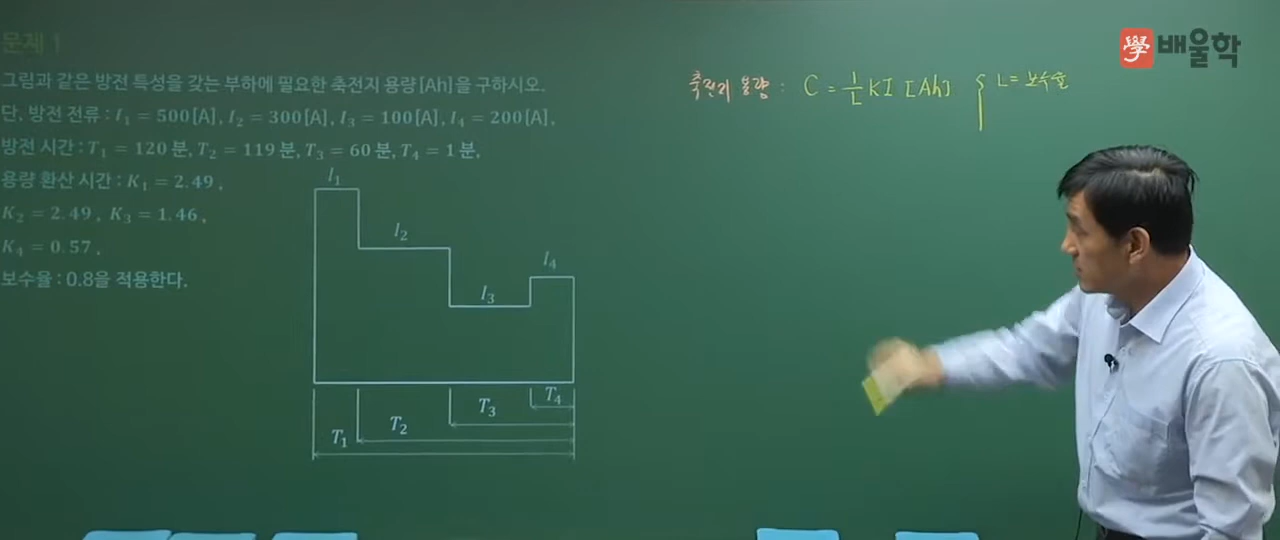 문제 1
그림과 같은 방전 특성을 갖는 부하에 필요한 축전지 용량[Ah]을 구하시오.
단, 방전 전류 : I₁ = 500[A], I₂ = 300[A], I₃ = 100[A], I₄ = 200[A],
방전 시간 : T₁ = 120 분, T₂ = 119 분, T₃ = 60 분, T₄ = 1 분,
용량 환산 시간 : K₁ = 2.49,
K₂ = 2.49, K₃ = 1.46,
K₄ = 0.57,
보수율 : 0.8을 적용한다.
I₁
I₂
I₃
I₄
T₁
T₂
T₃
T₄
축전지 용량 : C = 1/L KI [Ah] { L = 보수율
學 배울학